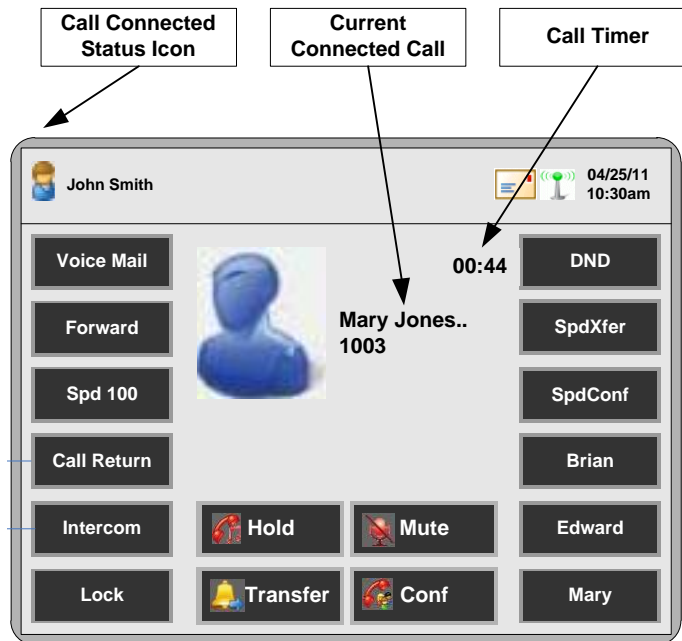 Call Connected
Status Icon
Current
Connected Call
Call Timer
John Smith
04/25/11
10:30am
Voice Mail
00:44
DND
Forward
Mary Jones..
1003
SpdXfer
Spd 100
SpdConf
Call Return
Brian
Intercom
Hold
Mute
Edward
Lock
Transfer
Conf
Mary